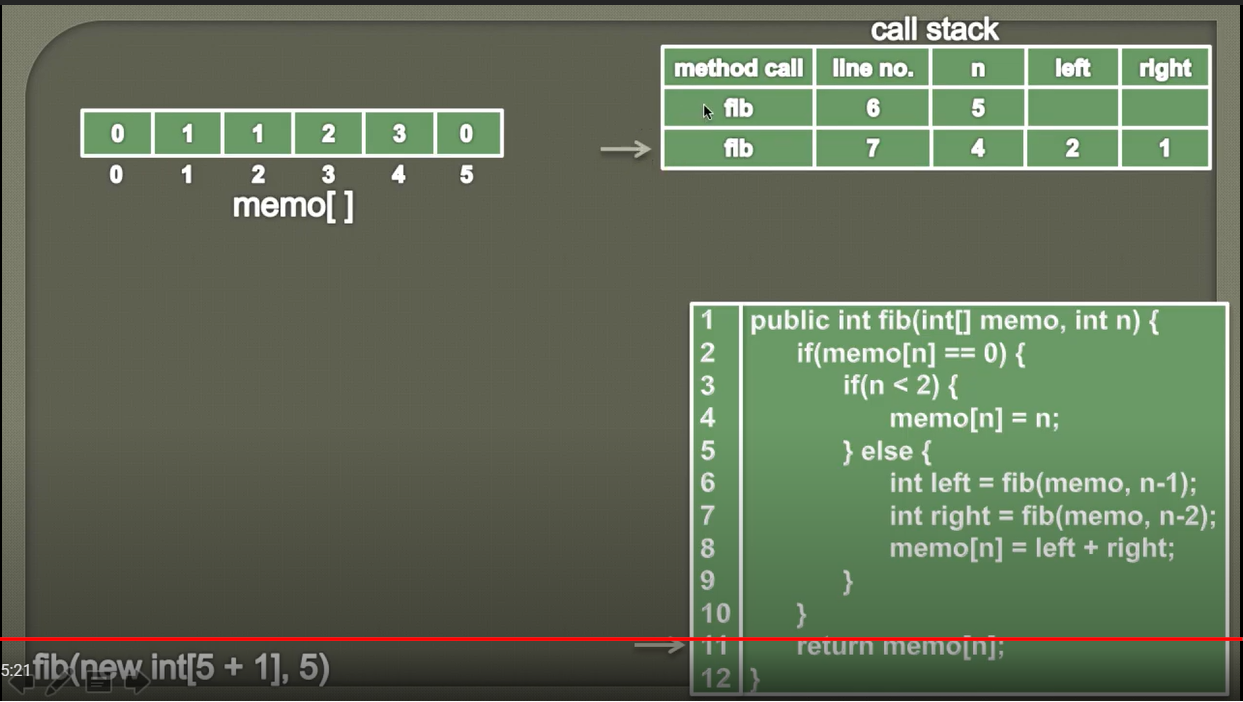 call stack
method call line no. n left right
fib 6 5
fib 7 4 2 1
0 1 1 2 3 0
0 1 2 3 4 5
memo[ ]
1 public int fib(int[] memo, int n) {
2 if(memo[n] == 0) {
3 if(n < 2) {
4 memo[n] = n;
5 } else {
6 int left = fib(memo, n-1);
7 int right = fib(memo, n-2);
8 memo[n] = left + right;
9 }
10 }
11 return memo[n];
12 }
5:21
fib(new int[5 + 1], 5)